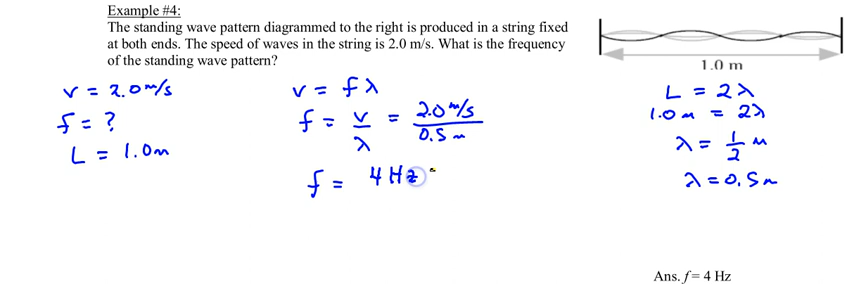 Example #4:
The standing wave pattern diagrammed to the right is produced in a string fixed
at both ends. The speed of waves in the string is 2.0 m/s. What is the frequency
of the standing wave pattern?
1.0 m
v = 2.0 m/s
f = ?
L = 1.0m
v = fλ
f = v/λ = 2.0 m/s / 0.5 m
f = 4 Hz
L = 2λ
1.0 m = 2λ
λ = 1/2 m
λ = 0.5 m
Ans. f = 4 Hz